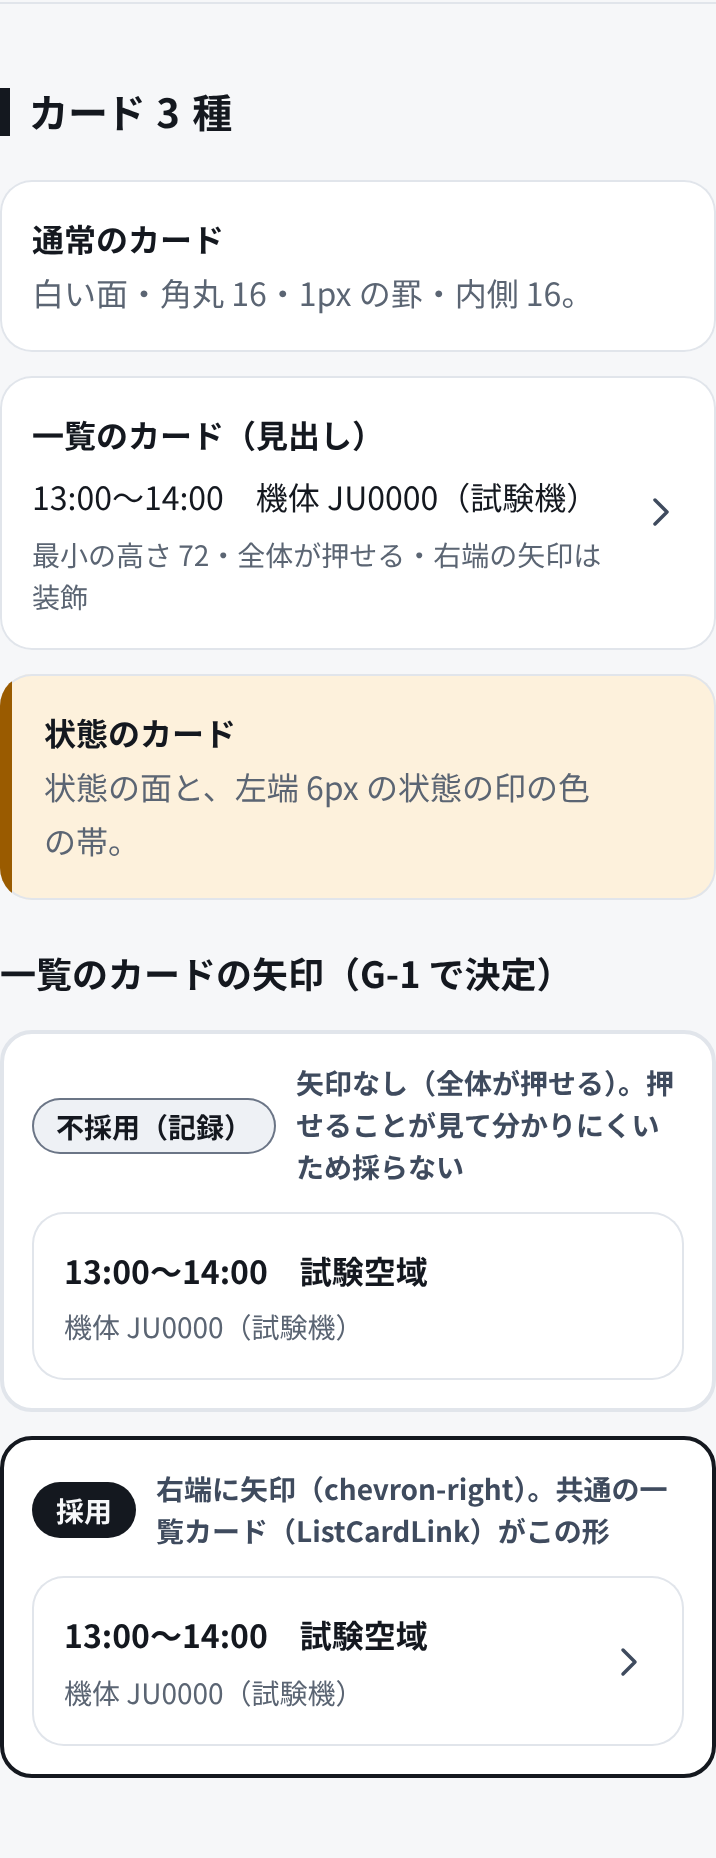 カード 3 種
通常のカード
白い面・角丸 16・1px の罫・内側 16。
一覧のカード（見出し）
13:00〜14:00　機体 JU0000（試験機）
最小の高さ 72・全体が押せる・右端の矢印は
装飾
状態のカード
状態の面と、左端 6px の状態の印の色
の帯。
一覧のカードの矢印（G-1 で決定）
不採用（記録）
矢印なし（全体が押せる）。押
せることが見て分かりにくい
ため採らない
13:00〜14:00　試験空域
機体 JU0000（試験機）
採用
右端に矢印（chevron-right）。共通の一
覧カード（ListCardLink）がこの形
13:00〜14:00　試験空域
機体 JU0000（試験機）